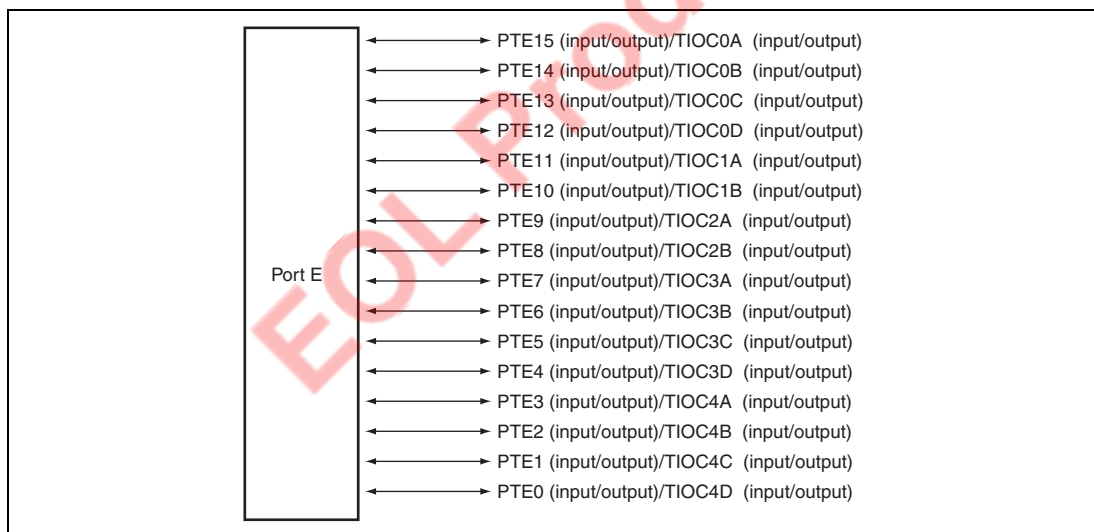 EOL Prod
Port E
PTE15 (input/output)/TIOC0A (input/output)
PTE14 (input/output)/TIOC0B (input/output)
PTE13 (input/output)/TIOC0C (input/output)
PTE12 (input/output)/TIOC0D (input/output)
PTE11 (input/output)/TIOC1A (input/output)
PTE10 (input/output)/TIOC1B (input/output)
PTE9 (input/output)/TIOC2A (input/output)
PTE8 (input/output)/TIOC2B (input/output)
PTE7 (input/output)/TIOC3A (input/output)
PTE6 (input/output)/TIOC3B (input/output)
PTE5 (input/output)/TIOC3C (input/output)
PTE4 (input/output)/TIOC3D (input/output)
PTE3 (input/output)/TIOC4A (input/output)
PTE2 (input/output)/TIOC4B (input/output)
PTE1 (input/output)/TIOC4C (input/output)
PTE0 (input/output)/TIOC4D (input/output)